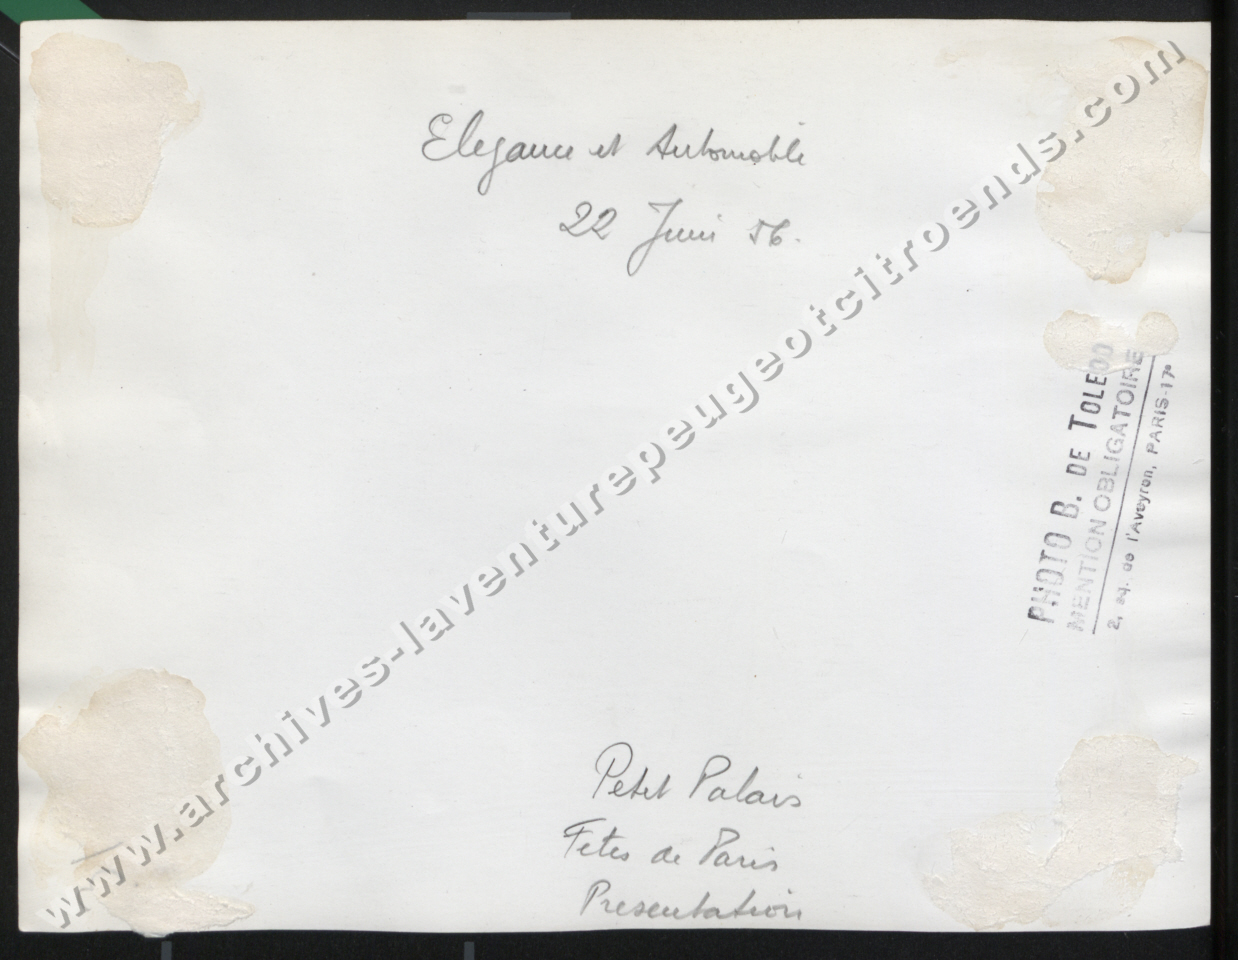 Elegance et Automobile
22 Juin 56.
PHOTO B. DE TOLEDO
MENTION OBLIGATOIRE
2, sq. de l'Aveyron, PARIS-17e
Petit Palais
Fetes de Paris
Presentation
www.archives-laventurepeugeotcitroends.com